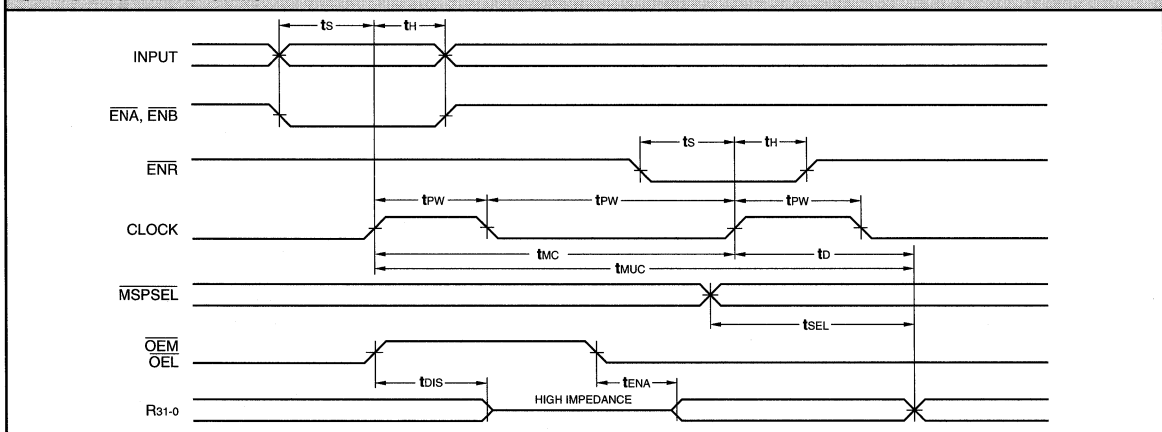 tS tH
INPUT
ENA, ENB
tS tH
ENR
tPW tPW tPW
CLOCK
tMC tD
tMUC
MSPSEL
tSEL
OEM
OEL
tDIS tENA
HIGH IMPEDANCE
R31-0